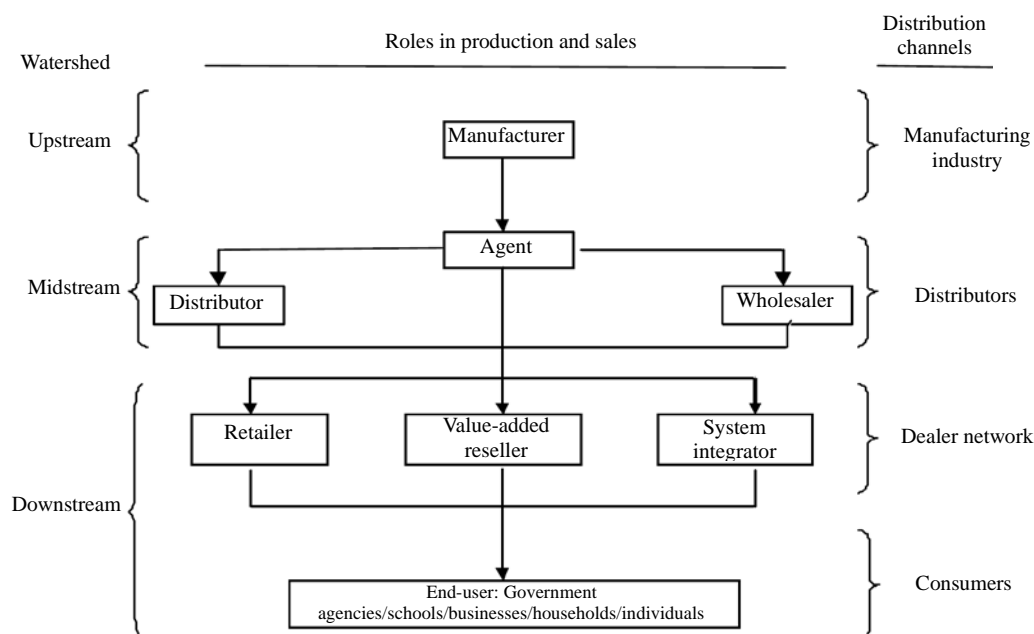 Watershed
Roles in production and sales
Distribution
channels
Upstream
Manufacturer
Manufacturing
industry
Midstream
Agent
Distributor
Wholesaler
Distributors
Downstream
Retailer
Value-added
reseller
System
integrator
Dealer network
End-user: Government
agencies/schools/businesses/households/individuals
Consumers